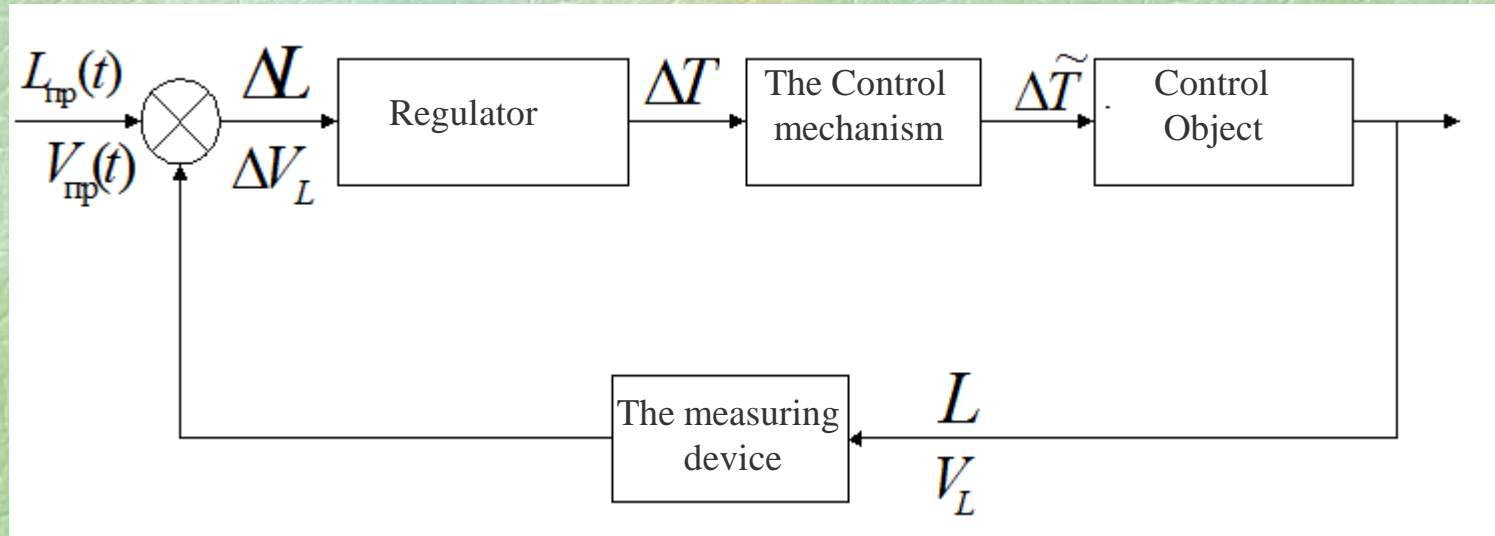 L_пр(t)
V_пр(t)
ΔL
ΔV_L
Regulator
ΔT
The Control
mechanism
ΔT̃
Control
Object
The measuring
device
L
V_L